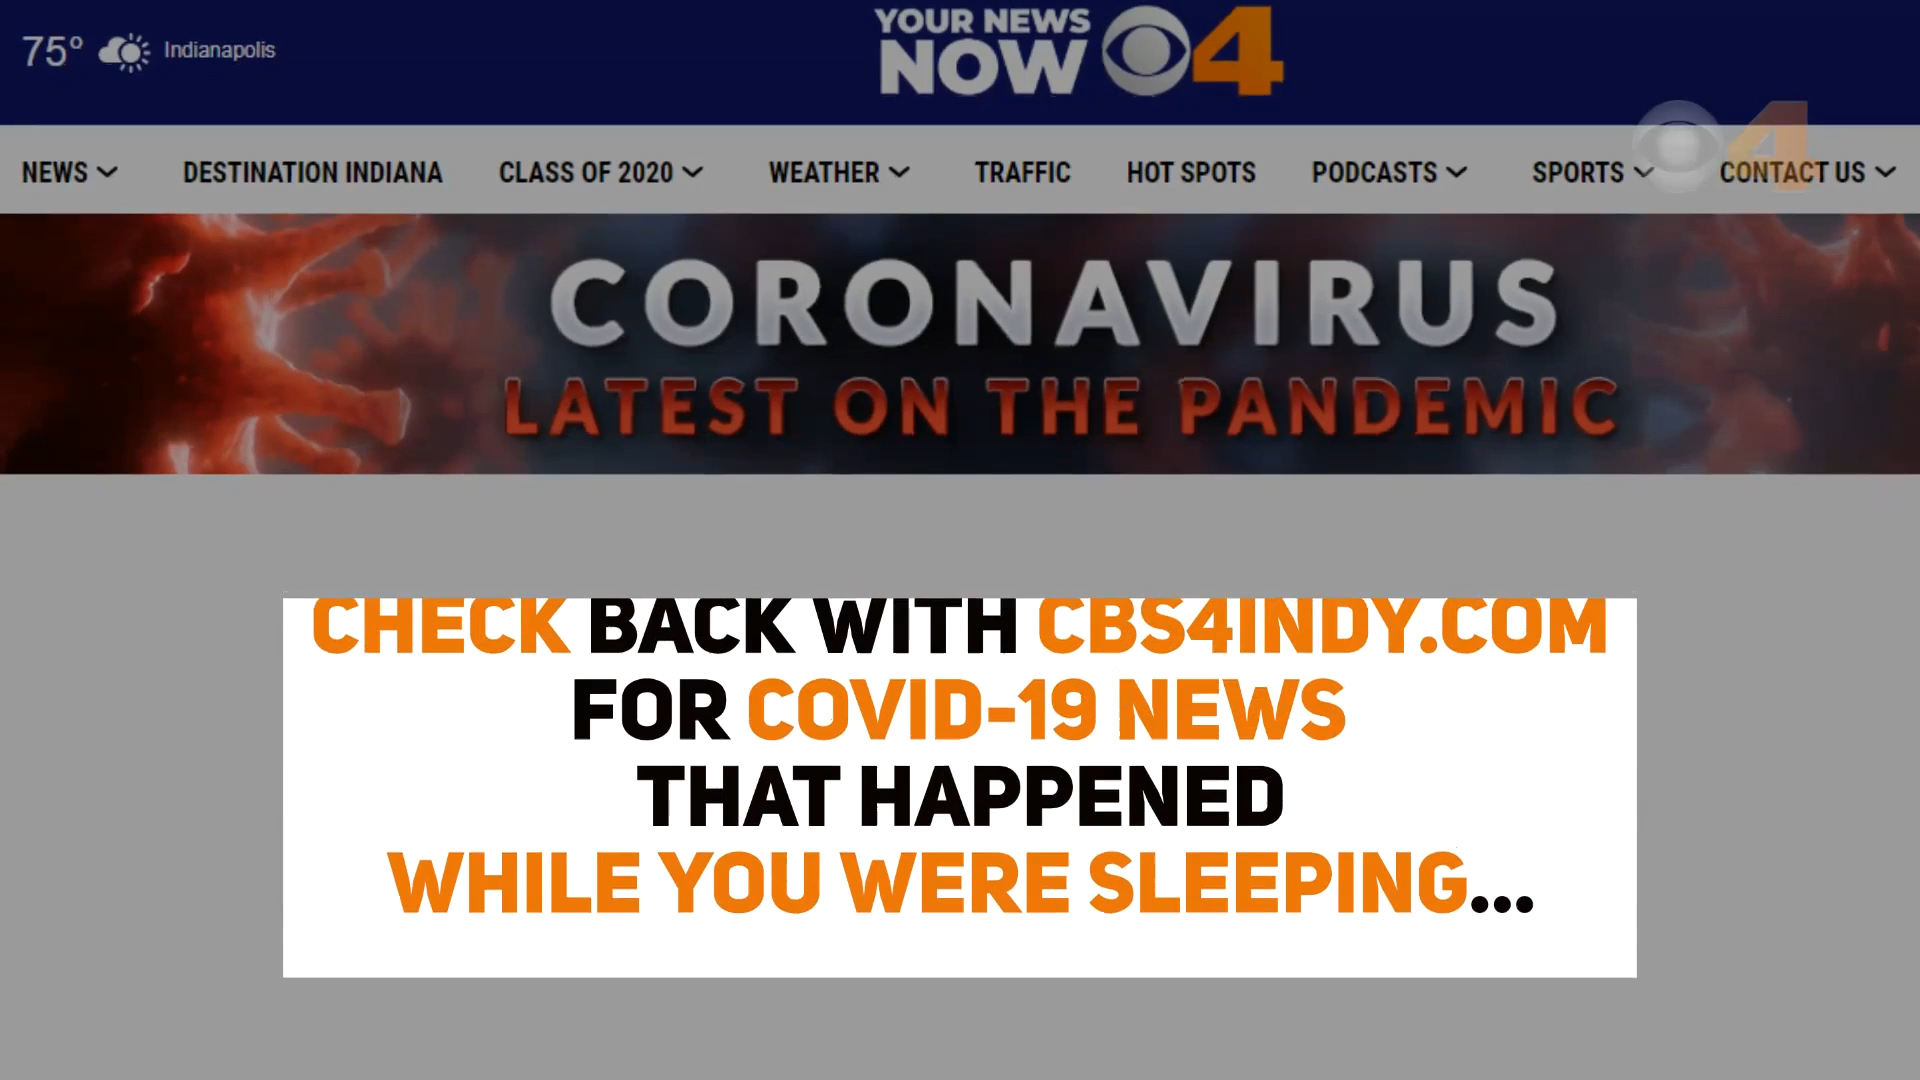 75° Indianapolis
YOUR NEWS
NOW 4
4
NEWS DESTINATION INDIANA CLASS OF 2020 WEATHER TRAFFIC HOT SPOTS PODCASTS SPORTS CONTACT US
CORONAVIRUS
LATEST ON THE PANDEMIC
CHECK BACK WITH CBS4INDY.COM
FOR COVID-19 NEWS
THAT HAPPENED
WHILE YOU WERE SLEEPING...